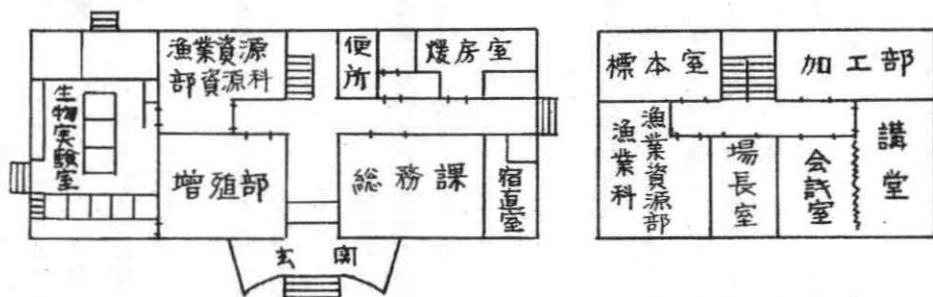 漁業資源
部資源科
便所
煖房室
生物実験室
増殖部
総務課
宿直室
玄関
標本室
加工部
漁業資源部
漁業科
場長室
会議室
講堂